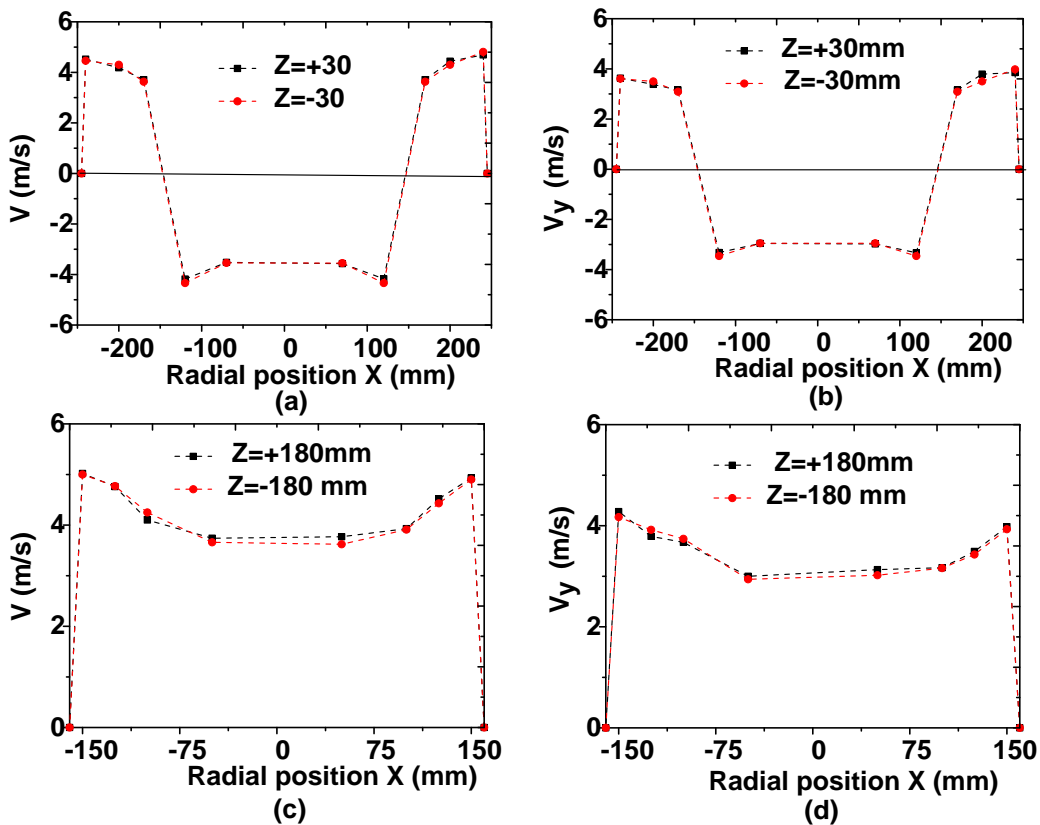 6
4
2
0
-2
-4
-6
V (m/s)
Z=+30
Z=-30
-200 -100 0 100 200
Radial position X (mm)
(a)
6
4
2
0
-2
-4
-6
Vy (m/s)
Z=+30mm
Z=-30mm
-200 -100 0 100 200
Radial position X (mm)
(b)
6
4
2
0
V (m/s)
Z=+180mm
Z=-180 mm
-150 -75 0 75 150
Radial position X (mm)
(c)
6
4
2
0
Vy (m/s)
Z=+180mm
Z=-180 mm
-150 -75 0 75 150
Radial position X (mm)
(d)